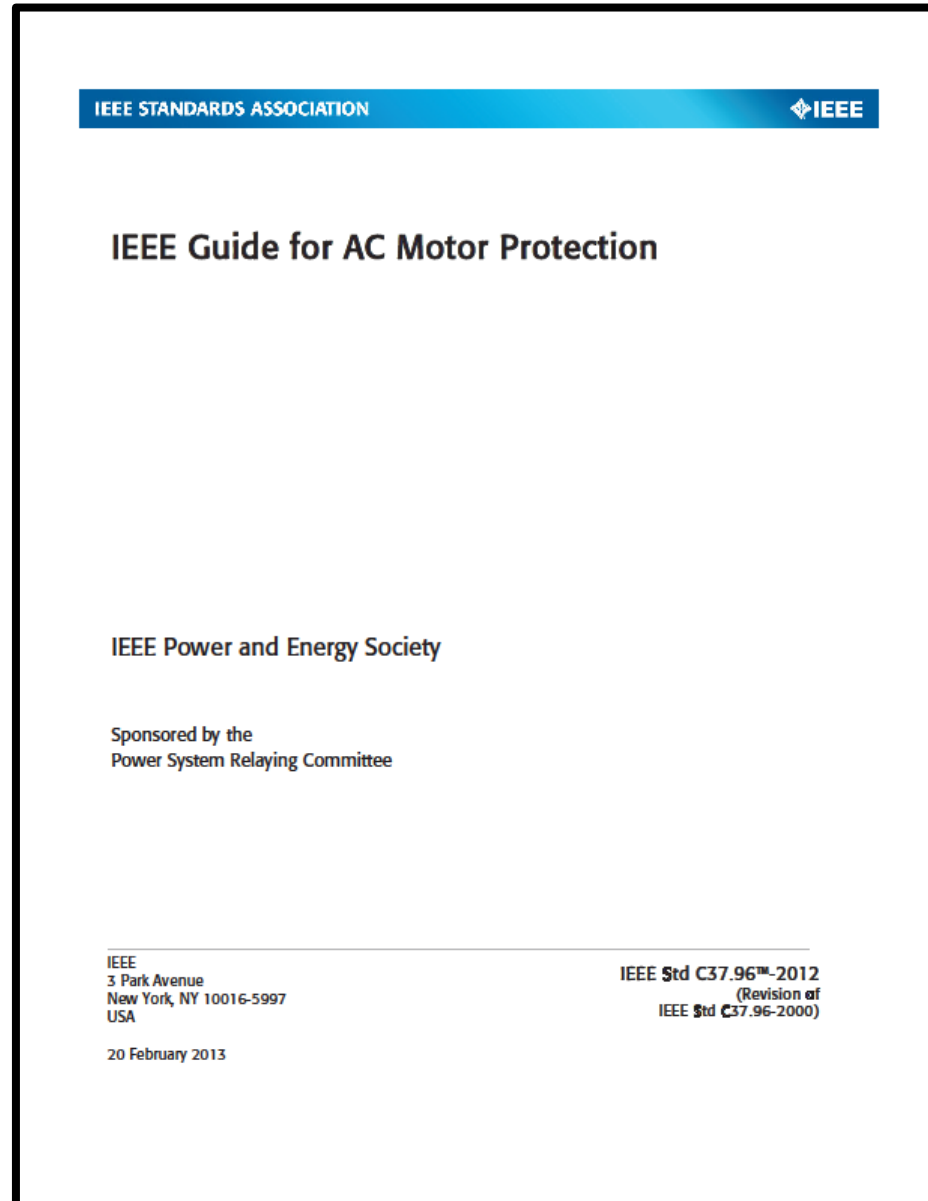 IEEE STANDARDS ASSOCIATION
IEEE
IEEE Guide for AC Motor Protection
IEEE Power and Energy Society
Sponsored by the
Power System Relaying Committee
IEEE
3 Park Avenue
New York, NY 10016-5997
USA
20 February 2013
IEEE Std C37.96™-2012
(Revision of
IEEE Std C37.96-2000)